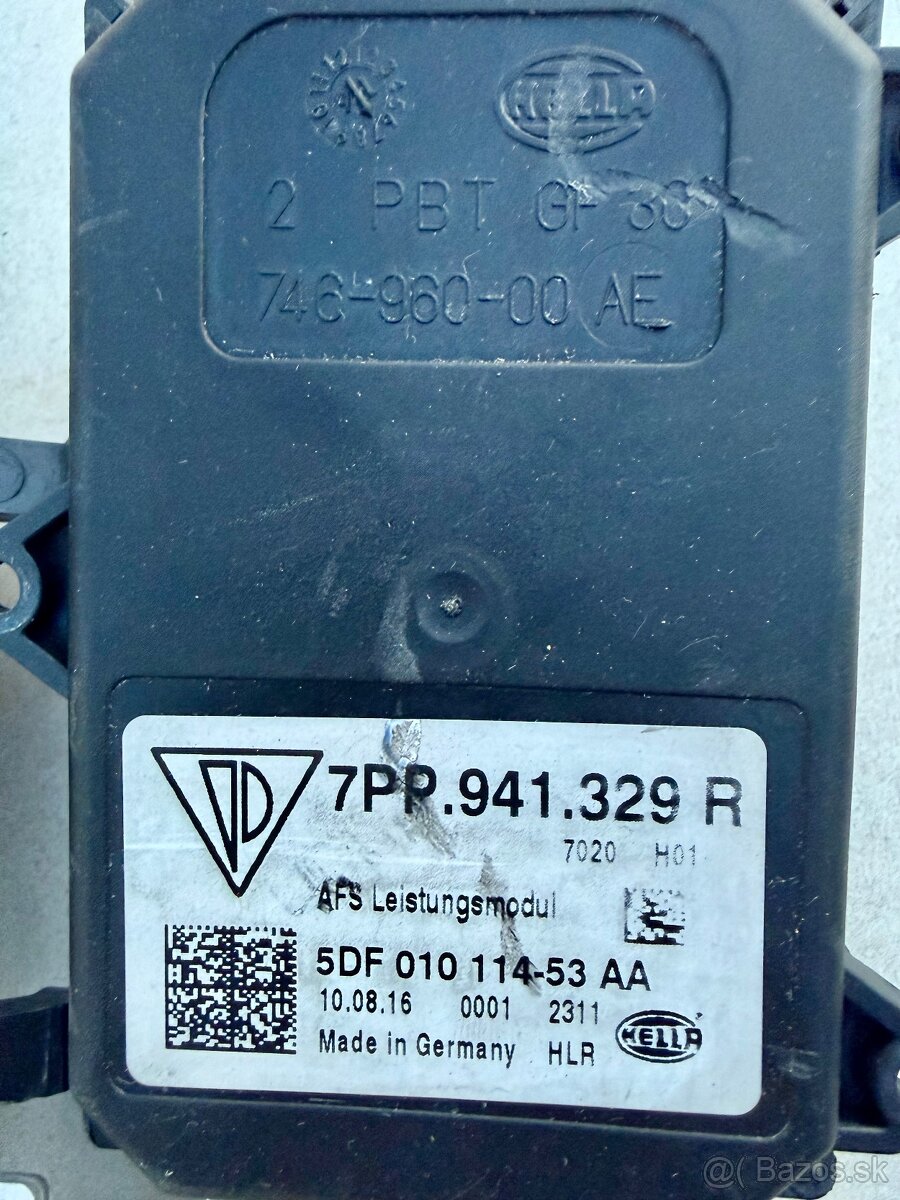 HELLA
2 PBT GF 30
746-960-00 AE
7PP.941.329 R
7020 H01
AFS Leistungsmodul
5DF 010 114-53 AA
10.08.16 0001 2311
Made in Germany HLR
HELLA
@( Bazos.sk